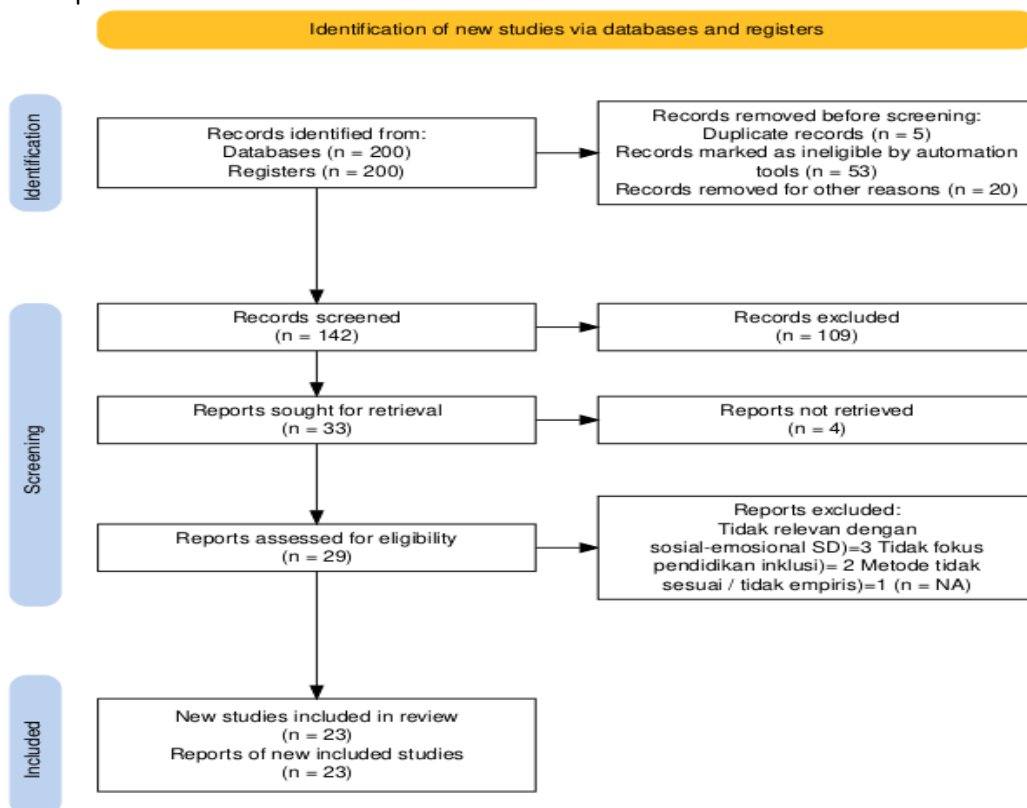 Identification of new studies via databases and registers
Identification
Records identified from:
Databases (n = 200)
Registers (n = 200)
Records removed before screening:
Duplicate records (n = 5)
Records marked as ineligible by automation
tools (n = 53)
Records removed for other reasons (n = 20)
Screening
Records screened
(n = 142)
Records excluded
(n = 109)
Reports sought for retrieval
(n = 33)
Reports not retrieved
(n = 4)
Reports assessed for eligibility
(n = 29)
Reports excluded:
Tidak relevan dengan
sosial-emosional SD)=3 Tidak fokus
pendidikan inklusi)= 2 Metode tidak
sesuai / tidak empiris)=1 (n = NA)
Included
New studies included in review
(n = 23)
Reports of new included studies
(n = 23)